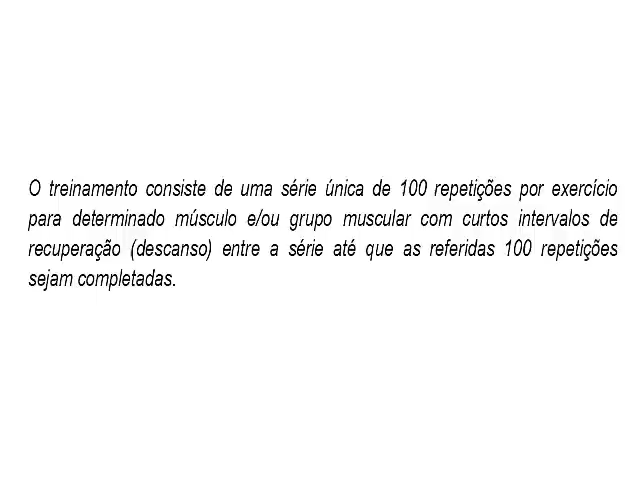 O treinamento consiste de uma série única de 100 repetições por exercício
para determinado músculo e/ou grupo muscular com curtos intervalos de
recuperação (descanso) entre a série até que as referidas 100 repetições
sejam completadas.